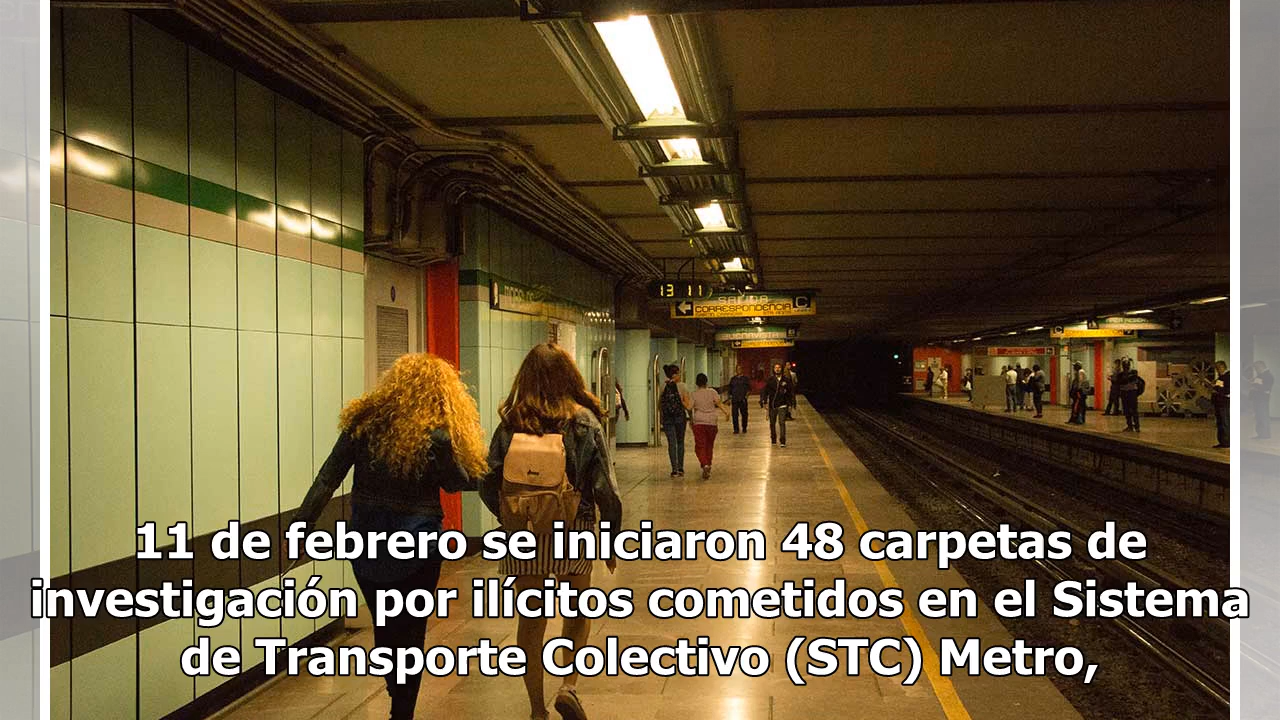 13 11
SALIDA
CORRESPONDENCIA C
11 de febrero se iniciaron 48 carpetas de
investigación por ilícitos cometidos en el Sistema
de Transporte Colectivo (STC) Metro,